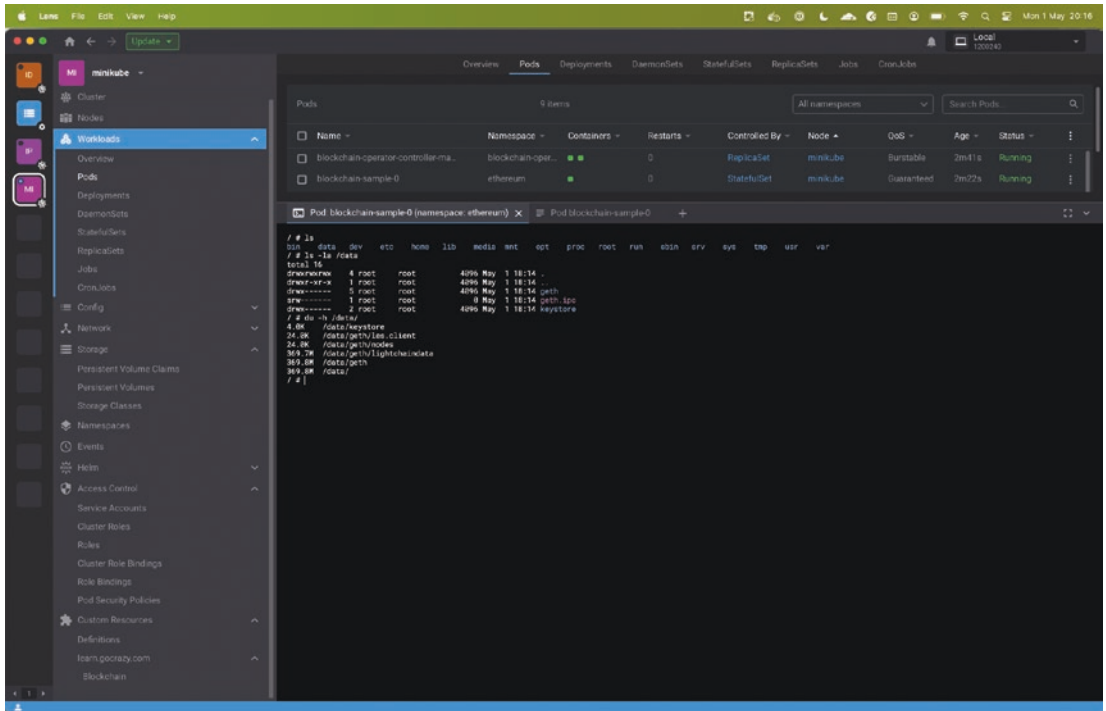 Lens File Edit View Help Mon 1 May 20:16
Update Local
1200x240
ID
MI minikube
Overview Pods Deployments DaemonSets StatefulSets ReplicaSets Jobs CronJobs
Cluster
Nodes
Workloads
Overview
Pods
Deployments
DaemonSets
StatefulSets
ReplicaSets
Jobs
CronJobs
Config
Network
Storage
Persistent Volume Claims
Persistent Volumes
Storage Classes
Namespaces
Events
Helm
Access Control
Service Accounts
Cluster Roles
Roles
Cluster Role Bindings
Role Bindings
Pod Security Policies
Custom Resources
Definitions
learn.gocrazy.com
Blockchain
MI
1
Pods 9 items All namespaces Search Pods...
Name Namespace Containers Restarts Controlled By Node QoS Age Status
blockchain-operator-controller-ma... blockchain-oper... 0 ReplicaSet minikube Burstable 2m41s Running
blockchain-sample-0 ethereum 0 StatefulSet minikube Guaranteed 2m22s Running
Pod: blockchain-sample-0 (namespace: ethereum) Pod blockchain-sample-0 +
/ # ls
bin data dev etc home lib media mnt opt proc root run sbin srv sys tmp usr var
/ # ls -la /data
total 16
drwxrwxrwx 4 root root 4096 May 1 18:14 .
drwxr-xr-x 1 root root 4096 May 1 18:14 ..
drwx------ 5 root root 4096 May 1 18:14 geth
srw------- 1 root root 0 May 1 18:14 geth.ipc
drwx------ 2 root root 4096 May 1 18:14 keystore
/ # du -h /data/
4.0K /data/keystore
24.0K /data/geth/les.client
24.0K /data/geth/nodes
369.7M /data/geth/lightchaindata
369.8M /data/geth
369.8M /data/
/ #